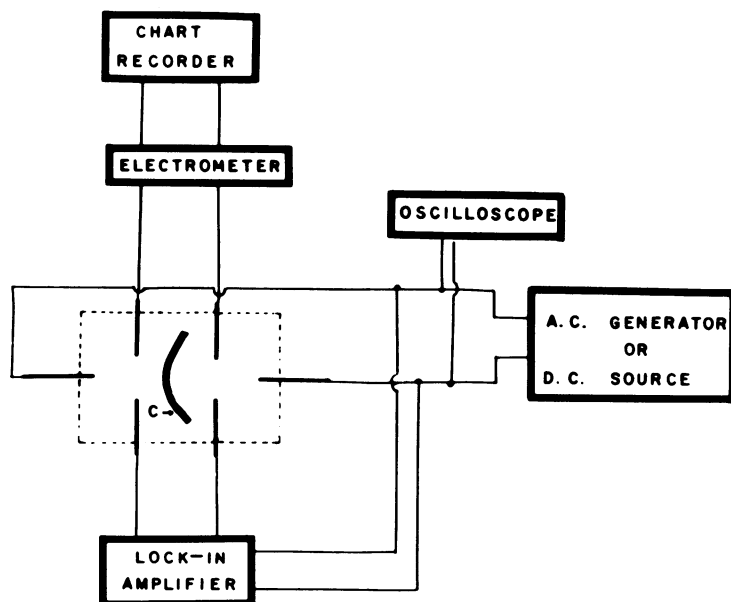 CHART
RECORDER
ELECTROMETER
OSCILLOSCOPE
A.C. GENERATOR
OR
D.C. SOURCE
C
LOCK-IN
AMPLIFIER